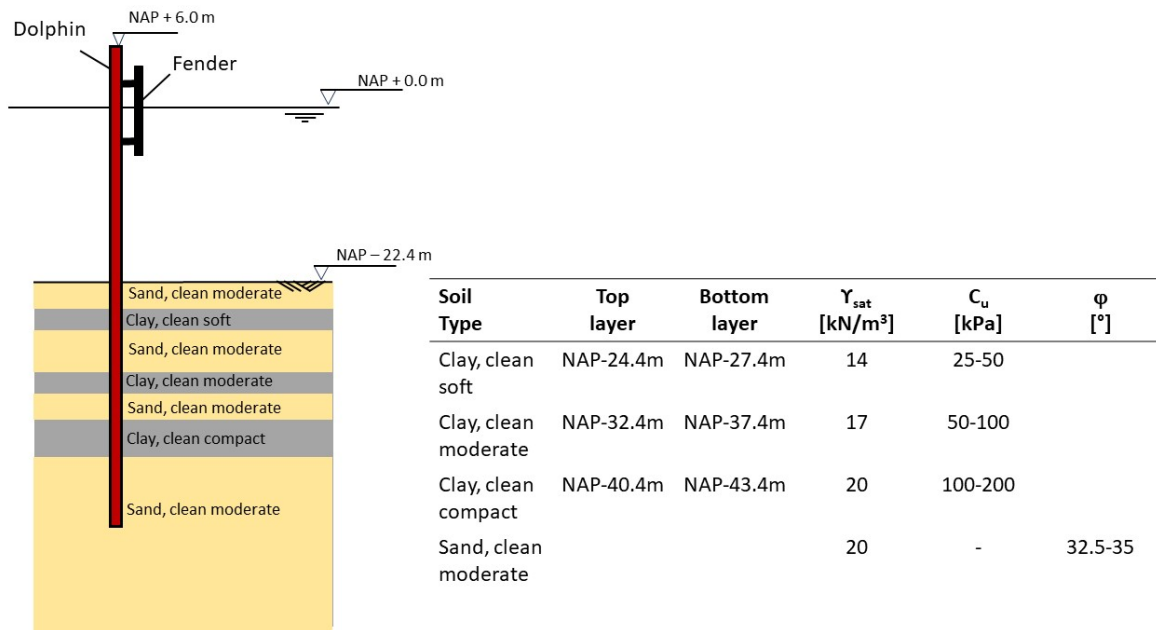 NAP + 6.0 m
Dolphin
Fender
NAP + 0.0 m
NAP – 22.4 m
Sand, clean moderate
Clay, clean soft
Sand, clean moderate
Clay, clean moderate
Sand, clean moderate
Clay, clean compact
Sand, clean moderate
Soil Top Bottom ϒsat Cu φ
Type layer layer [kN/m³] [kPa] [°]
Clay, clean NAP-24.4m NAP-27.4m 14 25-50
soft
Clay, clean NAP-32.4m NAP-37.4m 17 50-100
moderate
Clay, clean NAP-40.4m NAP-43.4m 20 100-200
compact
Sand, clean 20 - 32.5-35
moderate